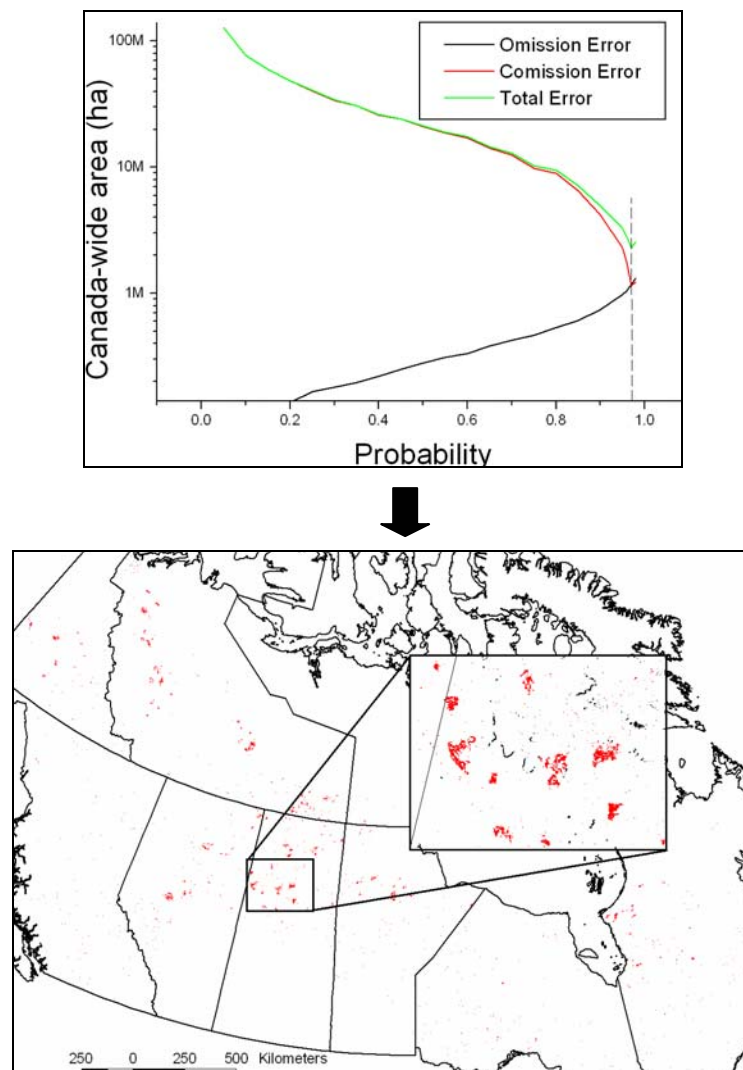 100M
10M
1M
Canada-wide area (ha)
Omission Error
Comission Error
Total Error
0.0 0.2 0.4 0.6 0.8 1.0
Probability
250 0 250 500 Kilometers